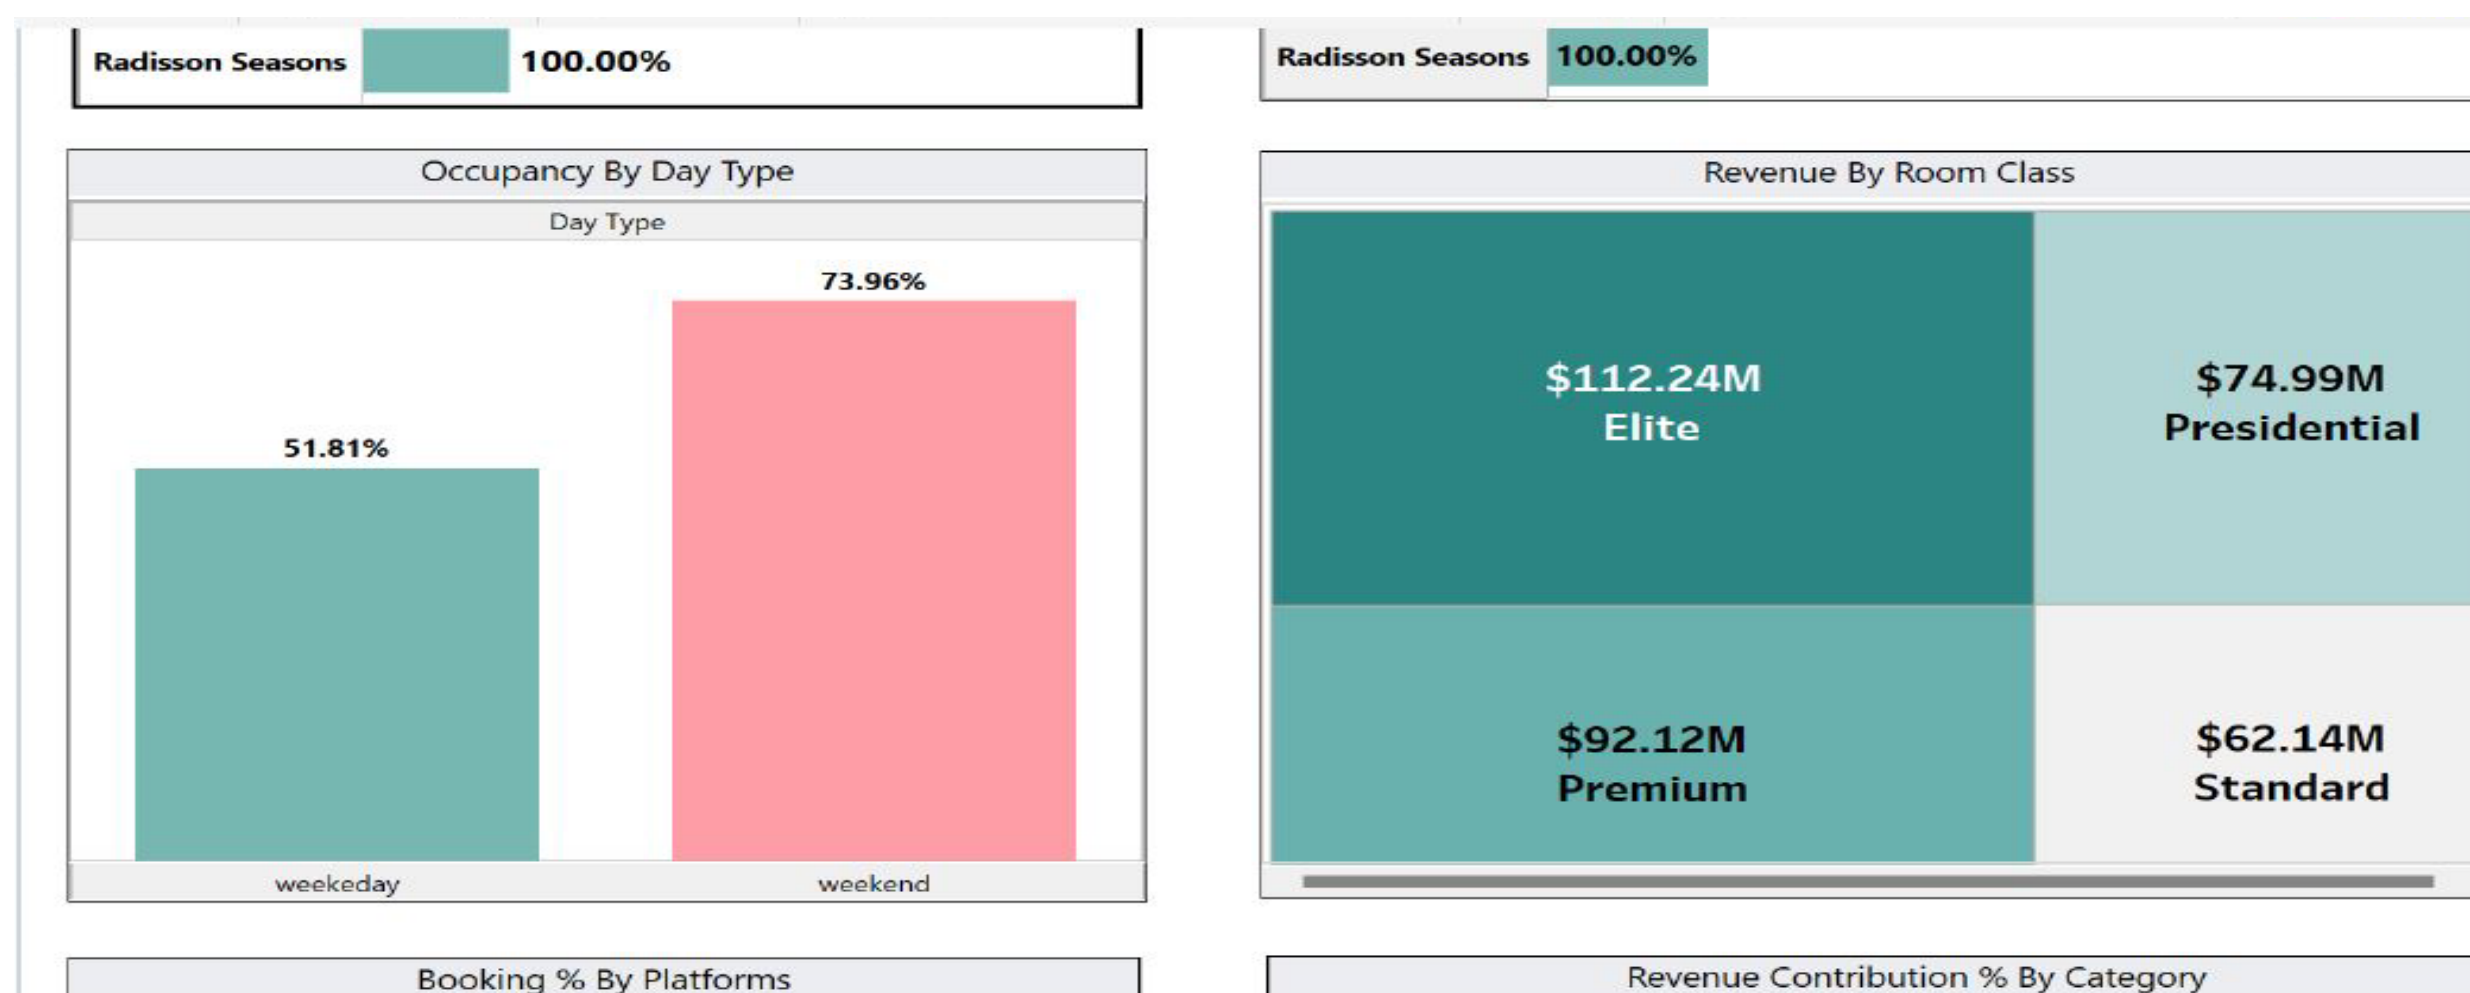 Radisson Seasons 100.00%
Radisson Seasons 100.00%
Occupancy By Day Type
Day Type
73.96%
51.81%
weekeday
weekend
Revenue By Room Class
$112.24M
Elite
$74.99M
Presidential
$92.12M
Premium
$62.14M
Standard
Booking % By Platforms
Revenue Contribution % By Category